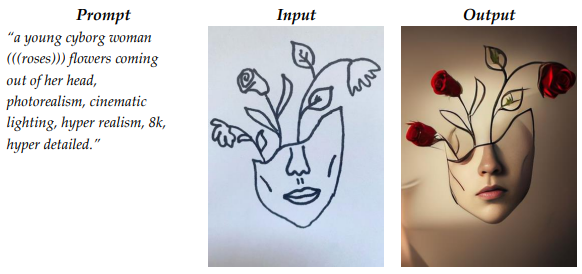 Prompt
Input
Output
“a young cyborg woman
(((roses))) flowers coming
out of her head,
photorealism, cinematic
lighting, hyper realism, 8k,
hyper detailed.”